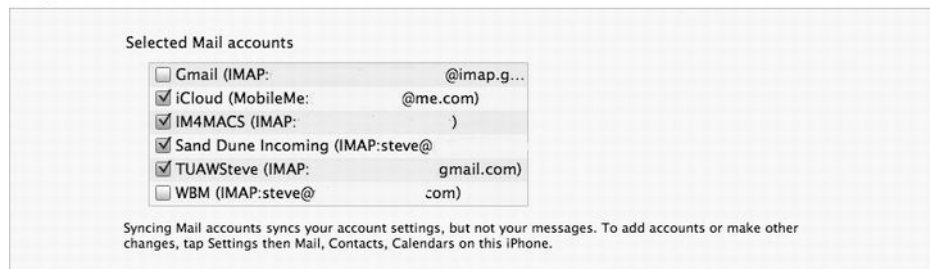 Selected Mail accounts
Gmail (IMAP: @imap.g...
iCloud (MobileMe: @me.com)
IM4MACS (IMAP: )
Sand Dune Incoming (IMAP:steve@
TUAWSteve (IMAP: gmail.com)
WBM (IMAP:steve@ .com)
Syncing Mail accounts syncs your account settings, but not your messages. To add accounts or make other
changes, tap Settings then Mail, Contacts, Calendars on this iPhone.